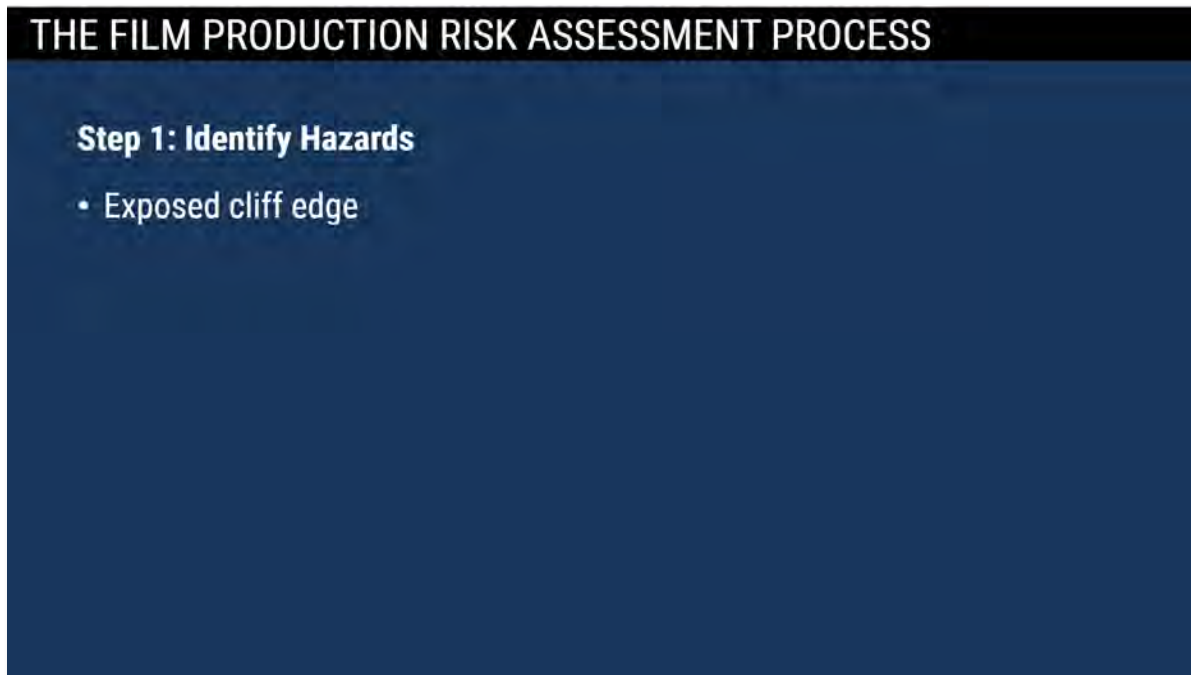 THE FILM PRODUCTION RISK ASSESSMENT PROCESS
Step 1: Identify Hazards
• Exposed cliff edge